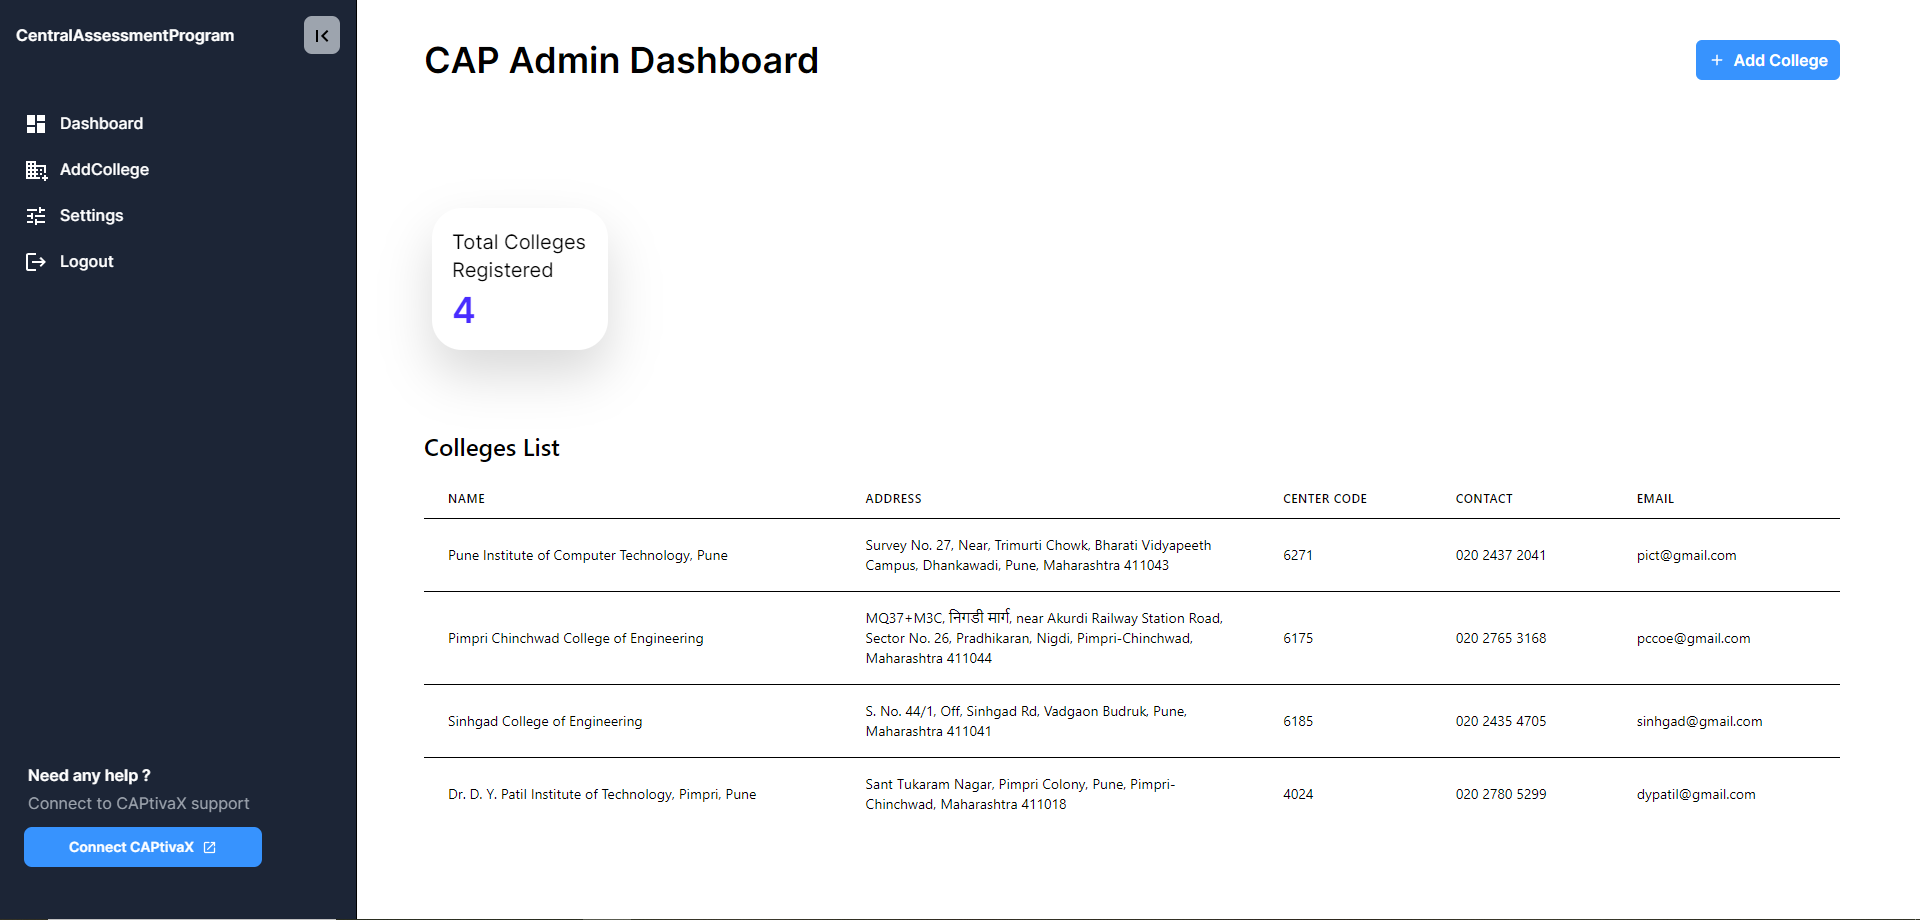 CentralAssessmentProgram
Dashboard
AddCollege
Settings
Logout
Need any help ?
Connect to CAPtivaX support
Connect CAPtivaX
CAP Admin Dashboard
+ Add College
Total Colleges
Registered
4
Colleges List
NAME ADDRESS CENTER CODE CONTACT EMAIL
Pune Institute of Computer Technology, Pune
Survey No. 27, Near, Trimurti Chowk, Bharati Vidyapeeth
Campus, Dhankawadi, Pune, Maharashtra 411043
6271
020 2437 2041
pict@gmail.com
Pimpri Chinchwad College of Engineering
MQ37+M3C, निगडी मार्ग, near Akurdi Railway Station Road,
Sector No. 26, Pradhikaran, Nigdi, Pimpri-Chinchwad,
Maharashtra 411044
6175
020 2765 3168
pccoe@gmail.com
Sinhgad College of Engineering
S. No. 44/1, Off, Sinhgad Rd, Vadgaon Budruk, Pune,
Maharashtra 411041
6185
020 2435 4705
sinhgad@gmail.com
Dr. D. Y. Patil Institute of Technology, Pimpri, Pune
Sant Tukaram Nagar, Pimpri Colony, Pune, Pimpri-
Chinchwad, Maharashtra 411018
4024
020 2780 5299
dypatil@gmail.com